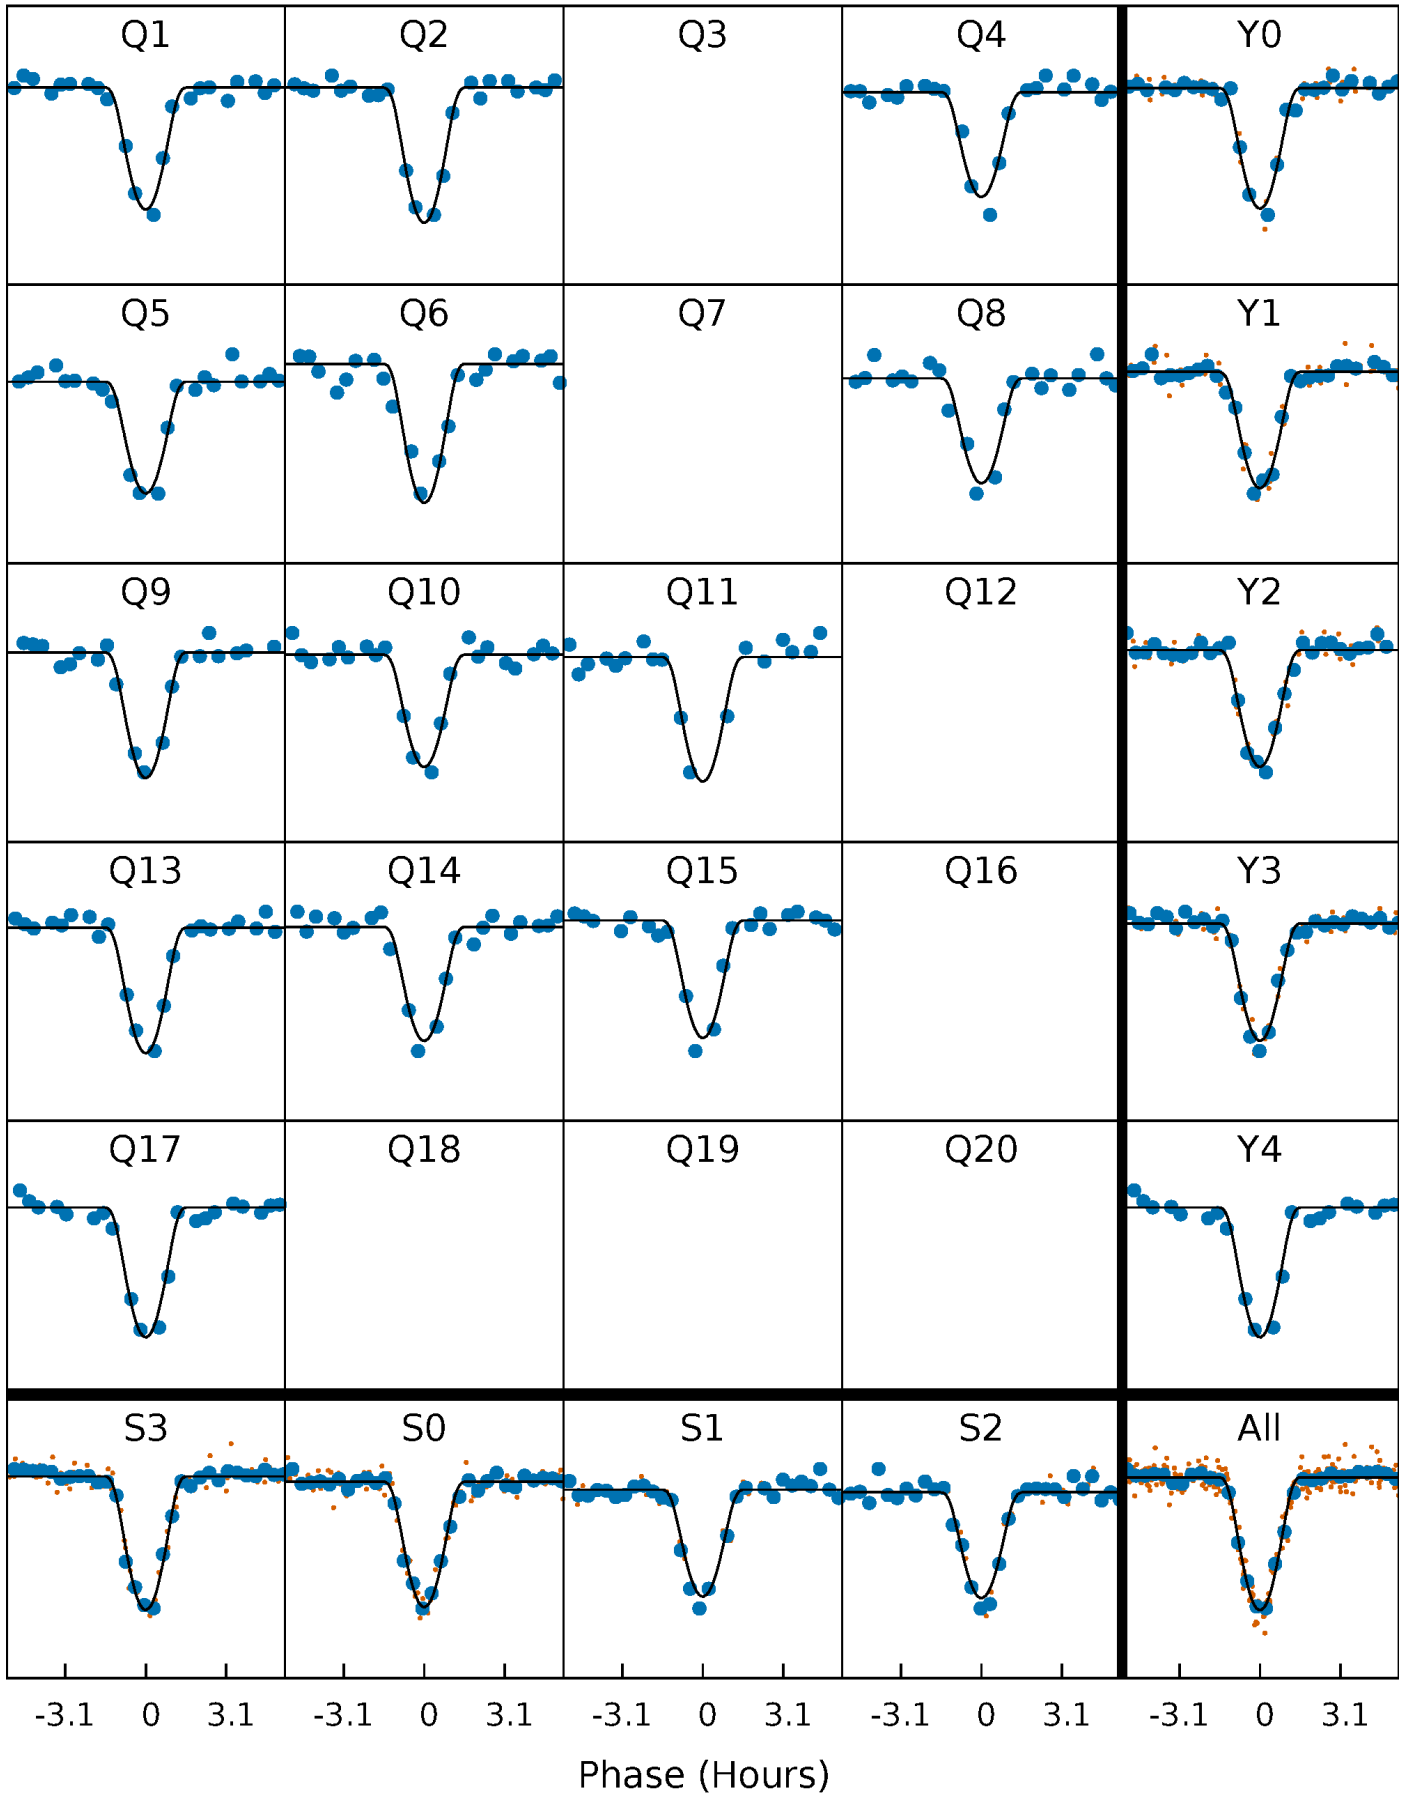 Q1 Q2 Q3 Q4 Y0
Q5 Q6 Q7 Q8 Y1
Q9 Q10 Q11 Q12 Y2
Q13 Q14 Q15 Q16 Y3
Q17 Q18 Q19 Q20 Y4
S3 S0 S1 S2 All
-3.1 0 3.1 -3.1 0 3.1 -3.1 0 3.1 -3.1 0 3.1 -3.1 0 3.1
Phase (Hours)